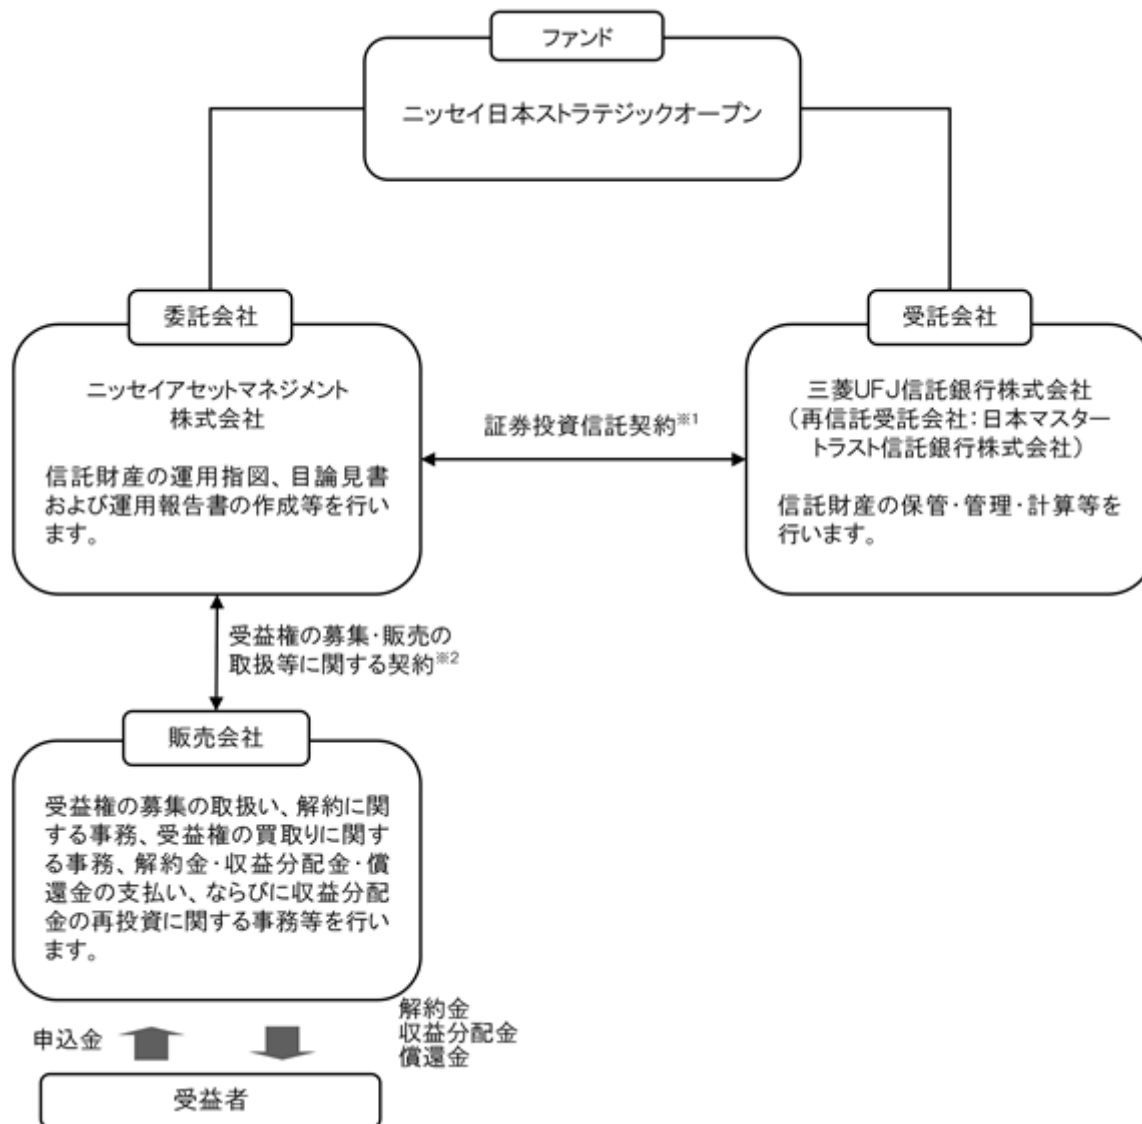 ファンド
ニッセイ日本ストラテジックオープン
委託会社
ニッセイアセットマネジメント
株式会社
信託財産の運用指図、目論見書
および運用報告書の作成等を行い
ます。
証券投資信託契約※1
受託会社
三菱UFJ信託銀行株式会社
(再信託受託会社:日本マスター
トラスト信託銀行株式会社)
信託財産の保管・管理・計算等を
行います。
受益権の募集・販売の
取扱等に関する契約※2
販売会社
受益権の募集の取扱い、解約に関
する事務、受益権の買取りに関す
る事務、解約金・収益分配金・償
還金の支払い、ならびに収益分配
金の再投資に関する事務等を行い
ます。
申込金
解約金
収益分配金
償還金
受益者